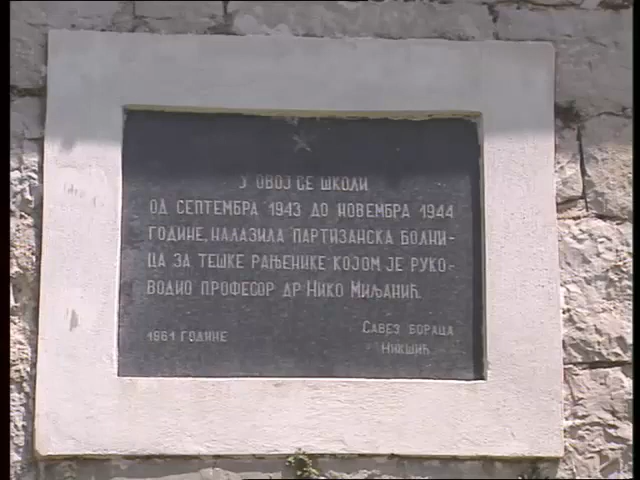 У ОВОЈ СЕ ШКОЛИ
ОД СЕПТЕМБРА 1943 ДО НОВЕМБРА 1944
ГОДИНЕ, НАЛАЗИЛА ПАРТИЗАНСКА БОЛНИ-
ЦА ЗА ТЕШКЕ РАЊЕНИКЕ КОЈОМ ЈЕ РУКО-
ВОДИО ПРОФЕСОР ДР НИКО МИЉАНИЋ.
1961 ГОДИНЕ
САВЕЗ БОРАЦА
НИКШИЋ